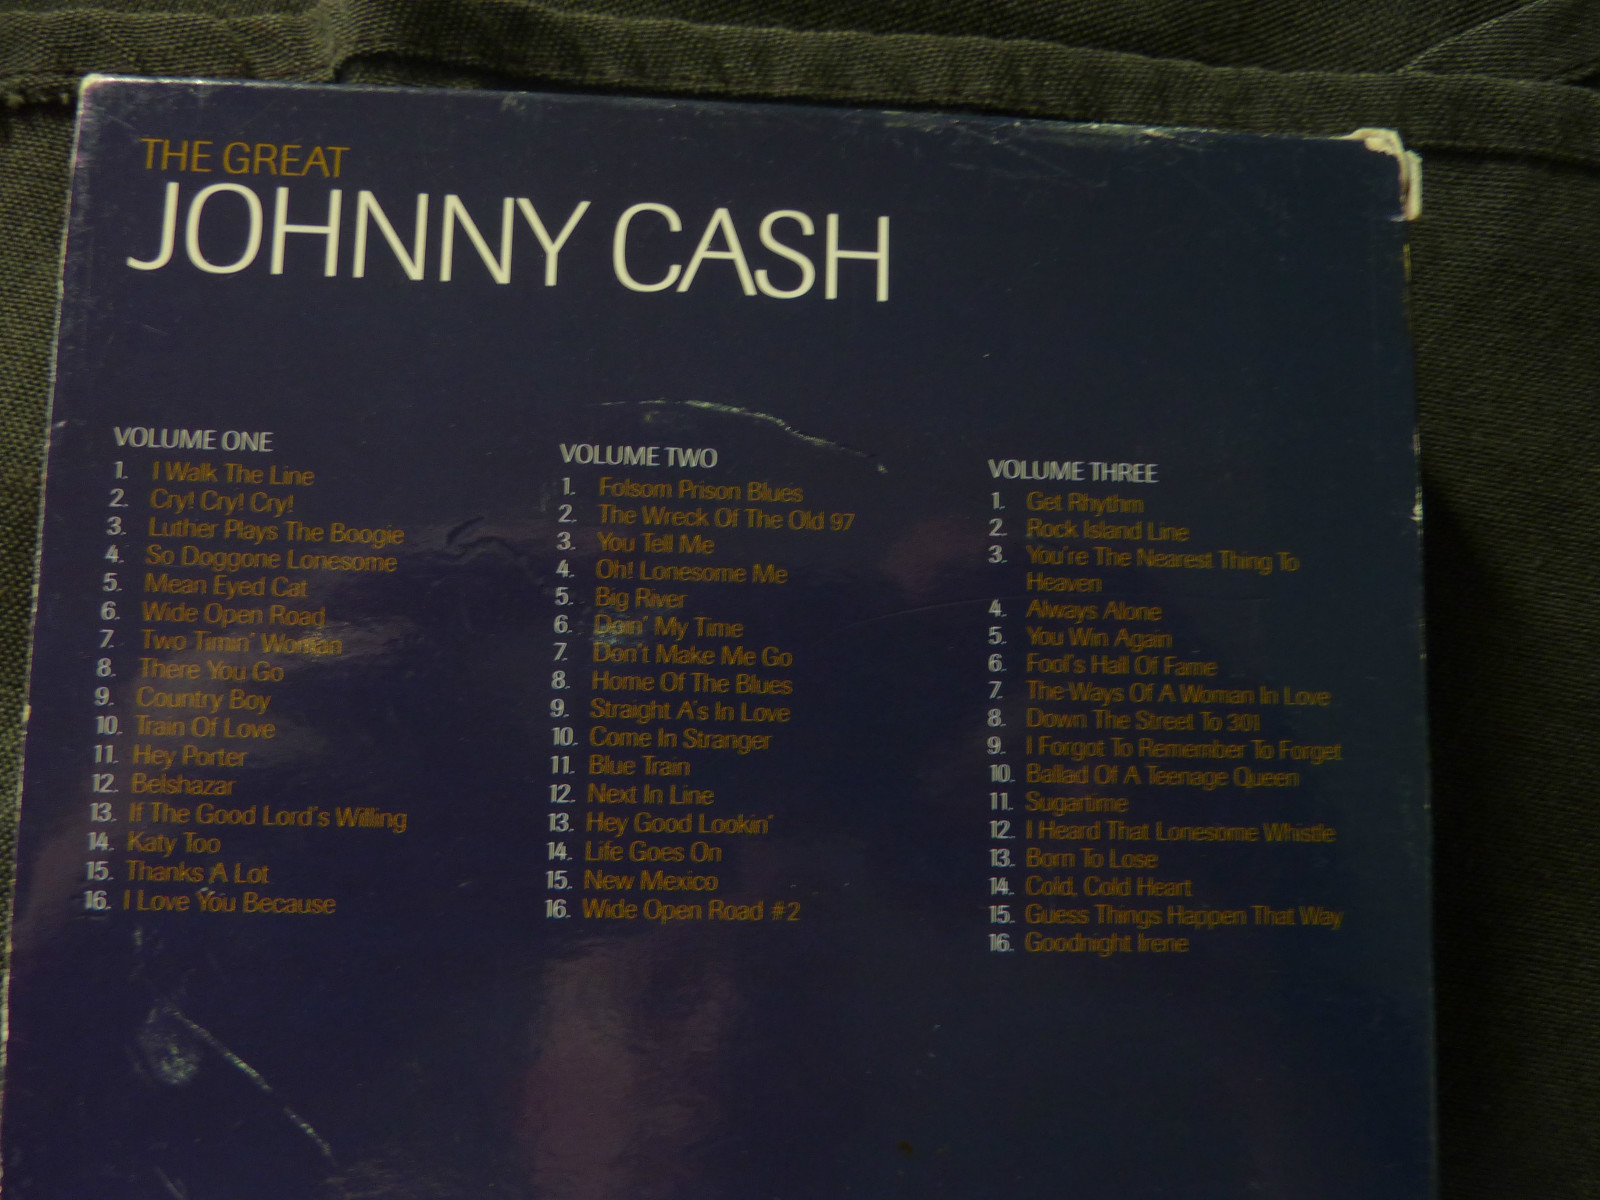 THE GREAT
JOHNNY CASH
VOLUME ONE
1. I Walk The Line
2. Cry! Cry! Cry!
3. Luther Plays The Boogie
4. So Doggone Lonesome
5. Mean Eyed Cat
6. Wide Open Road
7. Two Timin' Woman
8. There You Go
9. Country Boy
10. Train Of Love
11. Hey Porter
12. Belshazar
13. If The Good Lord's Willing
14. Katy Too
15. Thanks A Lot
16. I Love You Because
VOLUME TWO
1. Folsom Prison Blues
2. The Wreck Of The Old 97
3. You Tell Me
4. Oh! Lonesome Me
5. Big River
6. Doin' My Time
7. Don't Make Me Go
8. Home Of The Blues
9. Straight A's In Love
10. Come In Stranger
11. Blue Train
12. Next In Line
13. Hey Good Lookin'
14. Life Goes On
15. New Mexico
16. Wide Open Road #2
VOLUME THREE
1. Get Rhythm
2. Rock Island Line
3. You're The Nearest Thing To
Heaven
4. Always Alone
5. You Win Again
6. Fool's Hall Of Fame
7. The Ways Of A Woman In Love
8. Down The Street To 301
9. I Forgot To Remember To Forget
10. Ballad Of A Teenage Queen
11. Sugartime
12. I Heard That Lonesome Whistle
13. Born To Lose
14. Cold, Cold Heart
15. Guess Things Happen That Way
16. Goodnight Irene